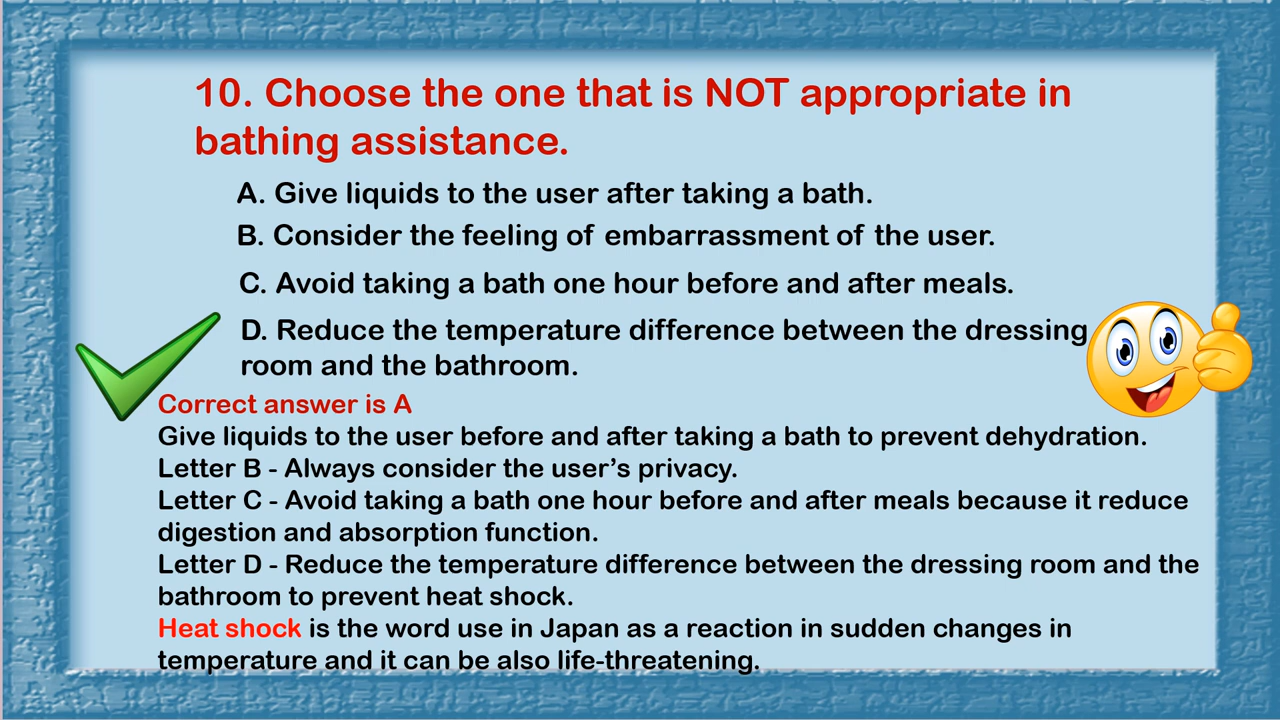 10. Choose the one that is NOT appropriate in
bathing assistance.
A. Give liquids to the user after taking a bath.
B. Consider the feeling of embarrassment of the user.
C. Avoid taking a bath one hour before and after meals.
D. Reduce the temperature difference between the dressing
room and the bathroom.
Correct answer is A
Give liquids to the user before and after taking a bath to prevent dehydration.
Letter B - Always consider the user's privacy.
Letter C - Avoid taking a bath one hour before and after meals because it reduce
digestion and absorption function.
Letter D - Reduce the temperature difference between the dressing room and the
bathroom to prevent heat shock.
Heat shock is the word use in Japan as a reaction in sudden changes in
temperature and it can be also life-threatening.